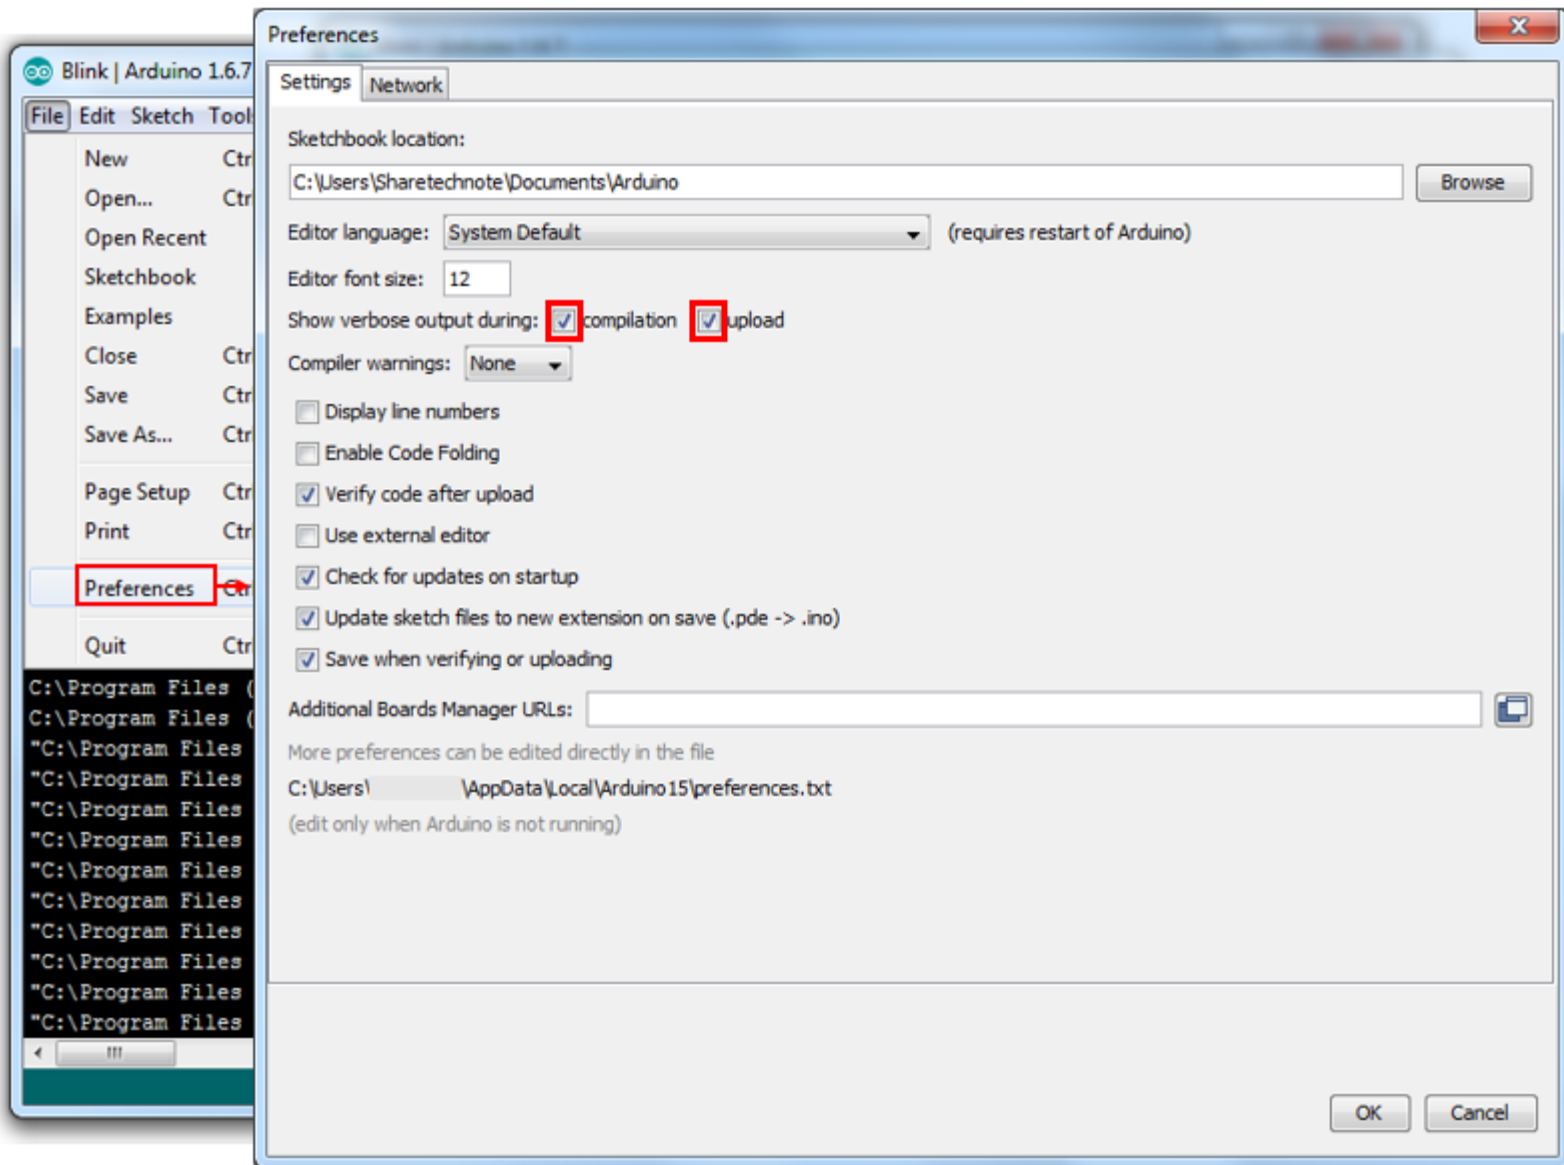 Blink | Arduino 1.6.7
File Edit Sketch Tool
New Ctr
Open... Ctr
Open Recent
Sketchbook
Examples
Close Ctr
Save Ctr
Save As... Ctr
Page Setup Ctr
Print Ctr
Preferences Ctr
Quit Ctr
C:\Program Files (
C:\Program Files (
"C:\Program Files
"C:\Program Files
"C:\Program Files
"C:\Program Files
"C:\Program Files
"C:\Program Files
"C:\Program Files
"C:\Program Files
"C:\Program Files
"C:\Program Files
Preferences
Settings Network
Sketchbook location:
C:\Users\Sharetechnote\Documents\Arduino Browse
Editor language: System Default (requires restart of Arduino)
Editor font size: 12
Show verbose output during: compilation upload
Compiler warnings: None
Display line numbers
Enable Code Folding
Verify code after upload
Use external editor
Check for updates on startup
Update sketch files to new extension on save (.pde -> .ino)
Save when verifying or uploading
Additional Boards Manager URLs:
More preferences can be edited directly in the file
C:\Users\ \AppData\Local\Arduino15\preferences.txt
(edit only when Arduino is not running)
OK Cancel